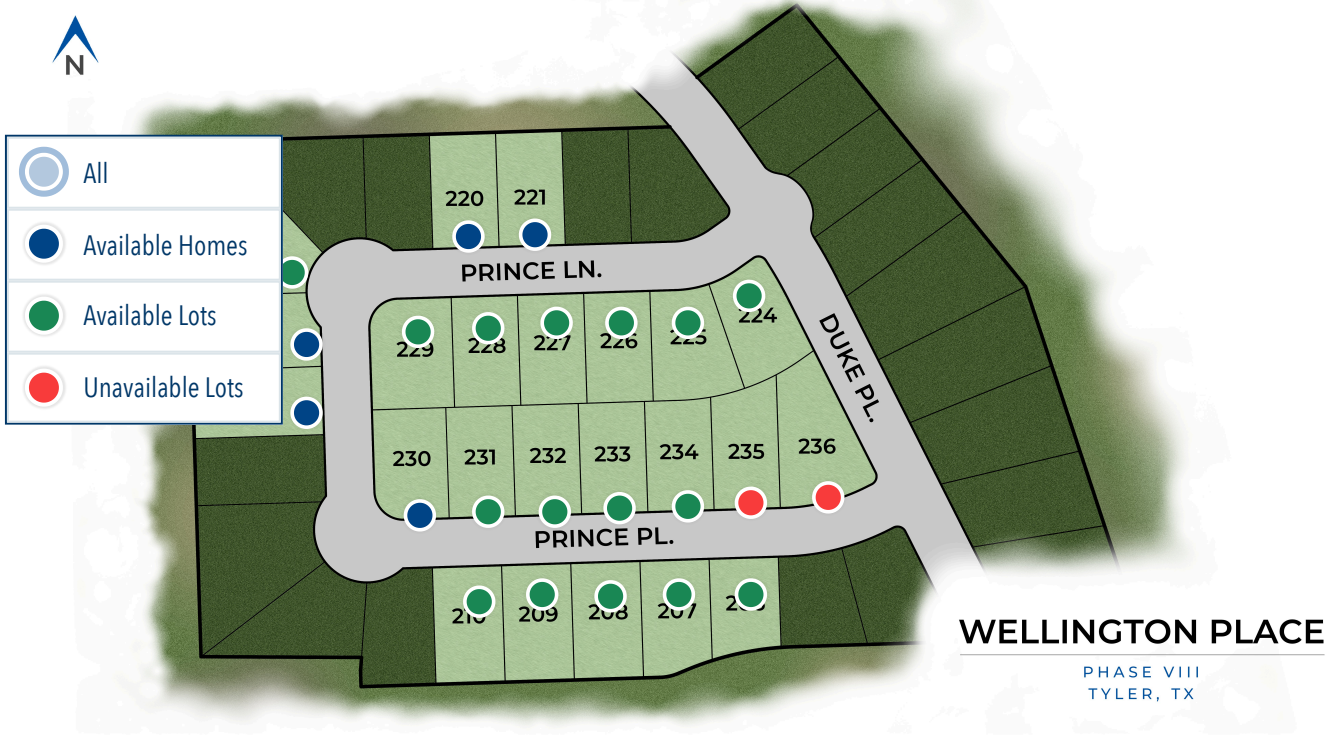 N
All
Available Homes
Available Lots
Unavailable Lots
220
221
PRINCE LN.
224
229
228
227
226
225
DUKE PL.
230
231
232
233
234
235
236
PRINCE PL.
210
209
208
207
WELLINGTON PLACE
PHASE VIII
TYLER, TX